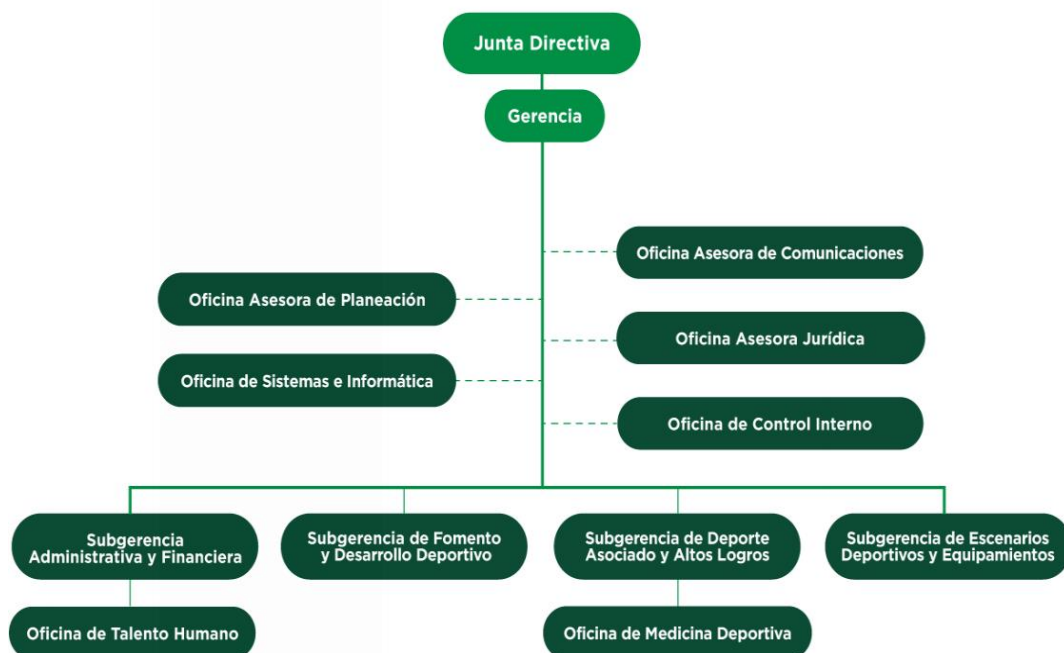 Junta Directiva
Gerencia
Oficina Asesora de Comunicaciones
Oficina Asesora de Planeación
Oficina Asesora Jurídica
Oficina de Sistemas e Informática
Oficina de Control Interno
Subgerencia
Administrativa y Financiera
Subgerencia de Fomento
y Desarrollo Deportivo
Subgerencia de Deporte
Asociado y Altos Logros
Subgerencia de Escenarios
Deportivos y Equipamientos
Oficina de Talento Humano
Oficina de Medicina Deportiva